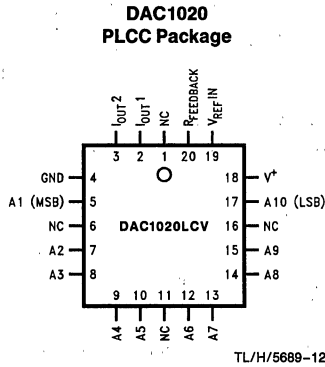 DAC1020
PLCC Package
IOUT2 IOUT1 NC RFEEDBACK VREF IN
3 2 1 20 19
GND 4 18 V+
A1 (MSB) 5 17 A10 (LSB)
NC 6 DAC1020LCV 16 NC
A2 7 15 A9
A3 8 14 A8
9 10 11 12 13
A4 A5 NC A6 A7
TL/H/5689-12